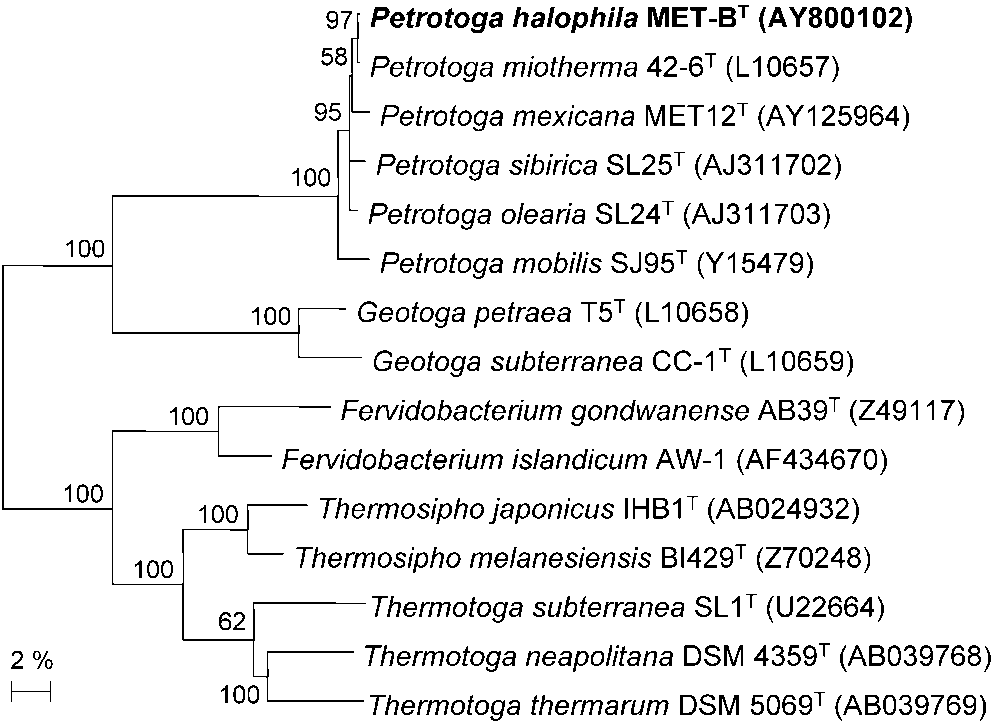 97 Petrotoga halophila MET-Bᵀ (AY800102)
58 Petrotoga miotherma 42-6ᵀ (L10657)
95 Petrotoga mexicana MET12ᵀ (AY125964)
Petrotoga sibirica SL25ᵀ (AJ311702)
100
Petrotoga olearia SL24ᵀ (AJ311703)
100
Petrotoga mobilis SJ95ᵀ (Y15479)
100 Geotoga petraea T5ᵀ (L10658)
Geotoga subterranea CC-1ᵀ (L10659)
100 Fervidobacterium gondwanense AB39ᵀ (Z49117)
Fervidobacterium islandicum AW-1 (AF434670)
100
100 Thermosipho japonicus IHB1ᵀ (AB024932)
Thermosipho melanesiensis BI429ᵀ (Z70248)
100
Thermotoga subterranea SL1ᵀ (U22664)
62
2 % Thermotoga neapolitana DSM 4359ᵀ (AB039768)
100 Thermotoga thermarum DSM 5069ᵀ (AB039769)